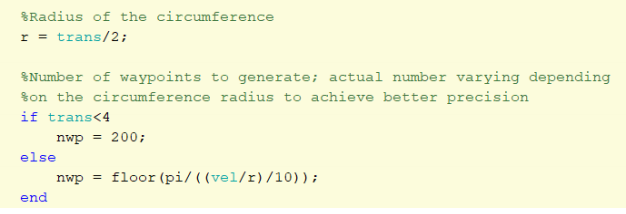 %Radius of the circumference
r = trans/2;
%Number of waypoints to generate; actual number varying depending
%on the circumference radius to achieve better precision
if trans<4
    nwp = 200;
else
    nwp = floor(pi/((vel/r)/10));
end